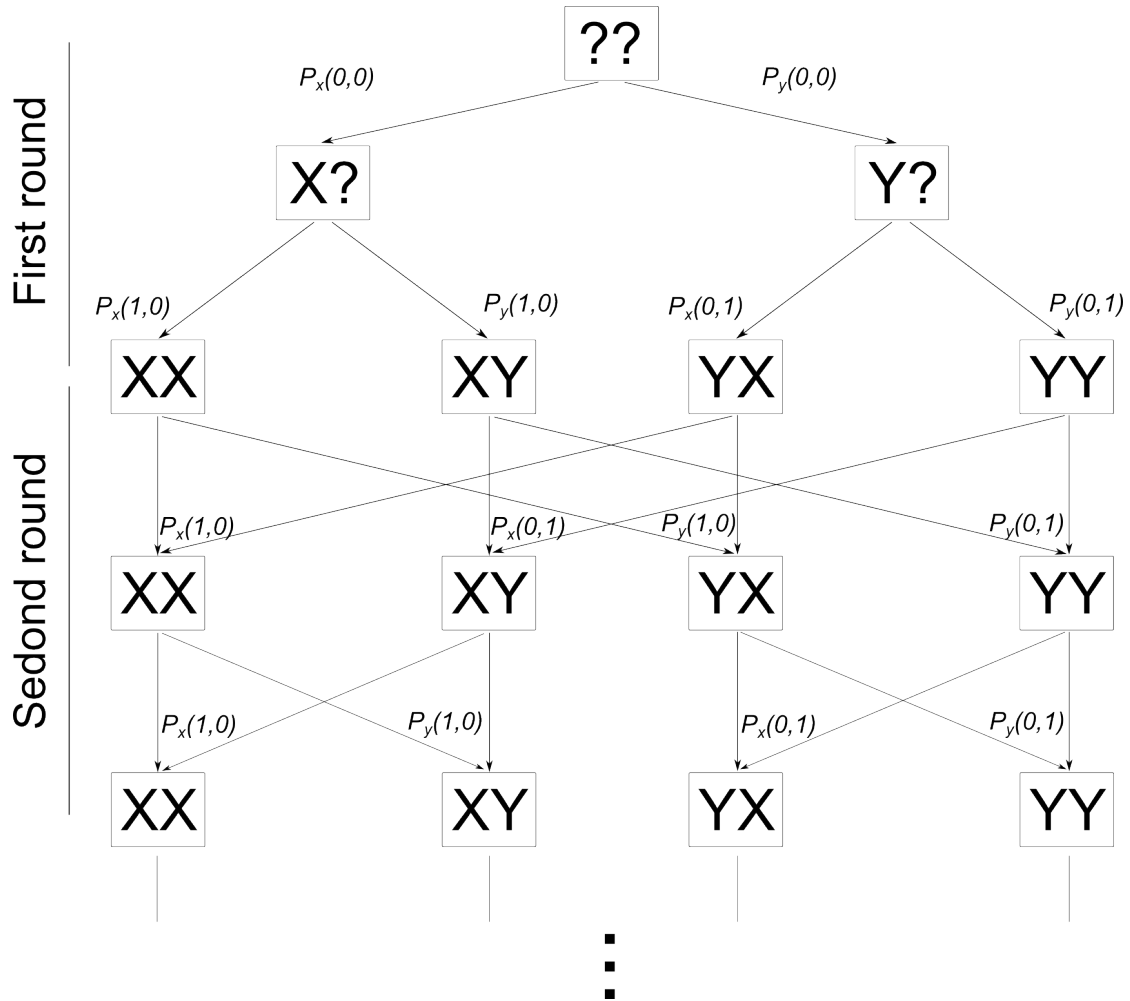 ??
P_x(0,0) P_y(0,0)
First round
X? Y?
P_x(1,0) P_y(1,0) P_x(0,1) P_y(0,1)
XX XY YX YY
Sedond round
P_x(1,0) P_x(0,1) P_y(1,0) P_y(0,1)
XX XY YX YY
P_x(1,0) P_y(1,0) P_x(0,1) P_y(0,1)
XX XY YX YY